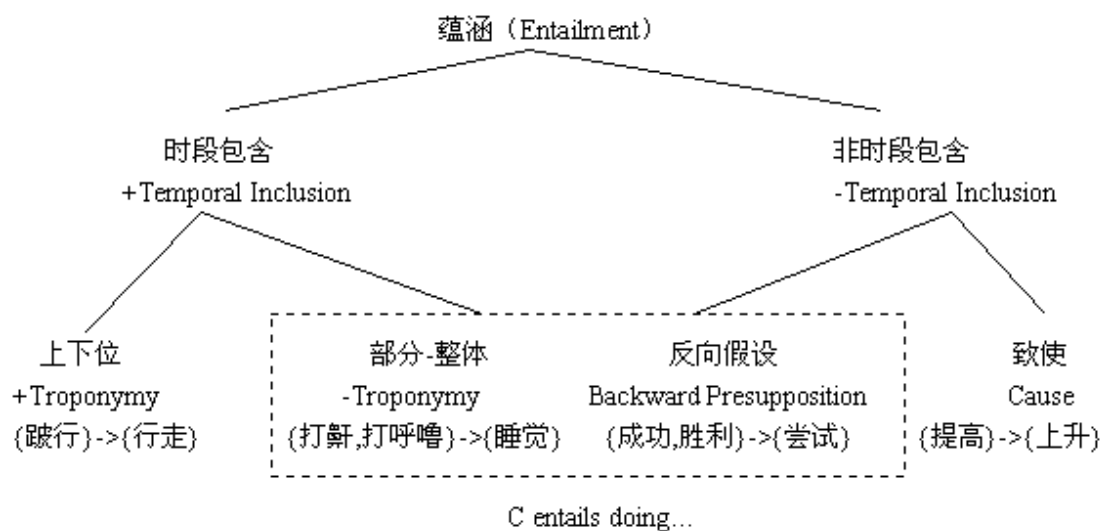 蕴涵（Entailment）
时段包含 非时段包含
+Temporal Inclusion -Temporal Inclusion
上下位 部分-整体 反向假设 致使
+Troponymy -Troponymy Backward Presupposition Cause
{跛行}->{行走} {打鼾,打呼噜}->{睡觉} {成功,胜利}->{尝试} {提高}->{上升}
C entails doing...